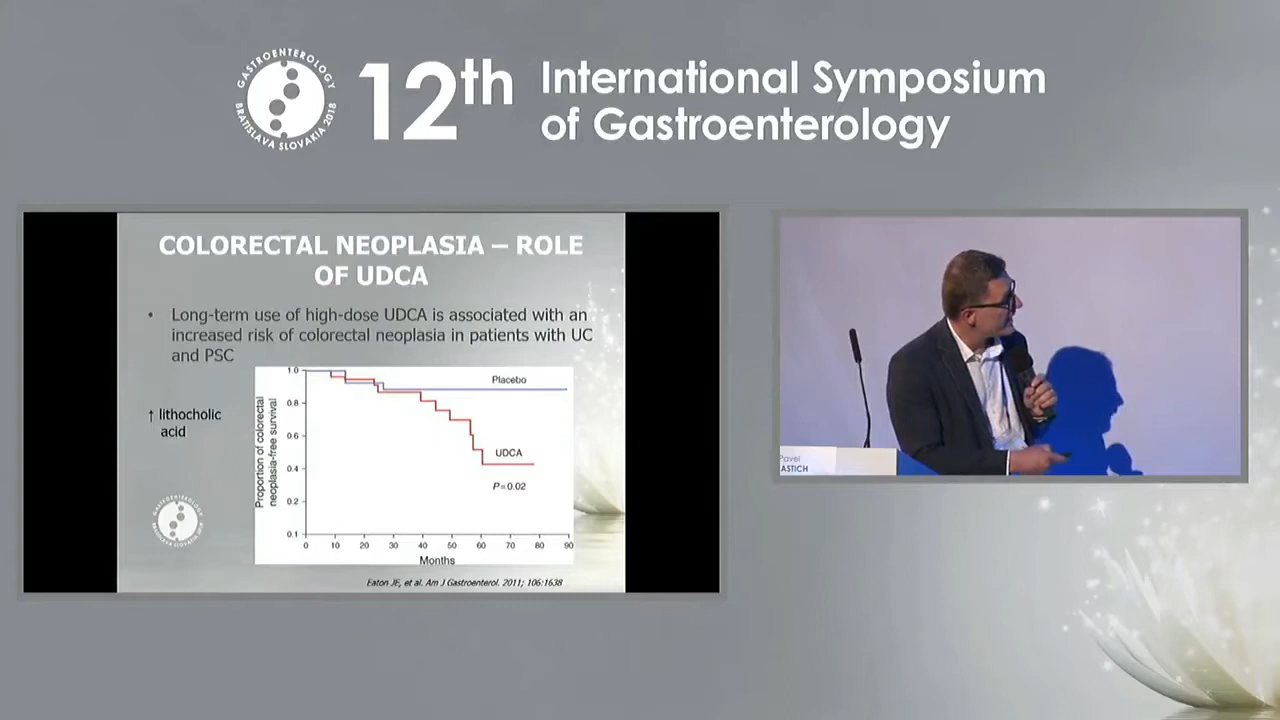 GASTROENTEROLOGY
BRATISLAVA SLOVAKIA 2018
12th
International Symposium
of Gastroenterology
COLORECTAL NEOPLASIA – ROLE
OF UDCA
• Long-term use of high-dose UDCA is associated with an
increased risk of colorectal neoplasia in patients with UC
and PSC
↑ lithocholic
acid
Proportion of colorectal
neoplasia-free survival
1.0
0.8
0.6
0.4
0.2
0.1
Placebo
UDCA
P=0.02
0 10 20 30 40 50 60 70 80 90
Months
GASTROENTEROLOGY
BRATISLAVA SLOVAKIA 2018
Eaton JE, et al. Am J Gastroenterol. 2011; 106:1638
Pavel
ASTICH